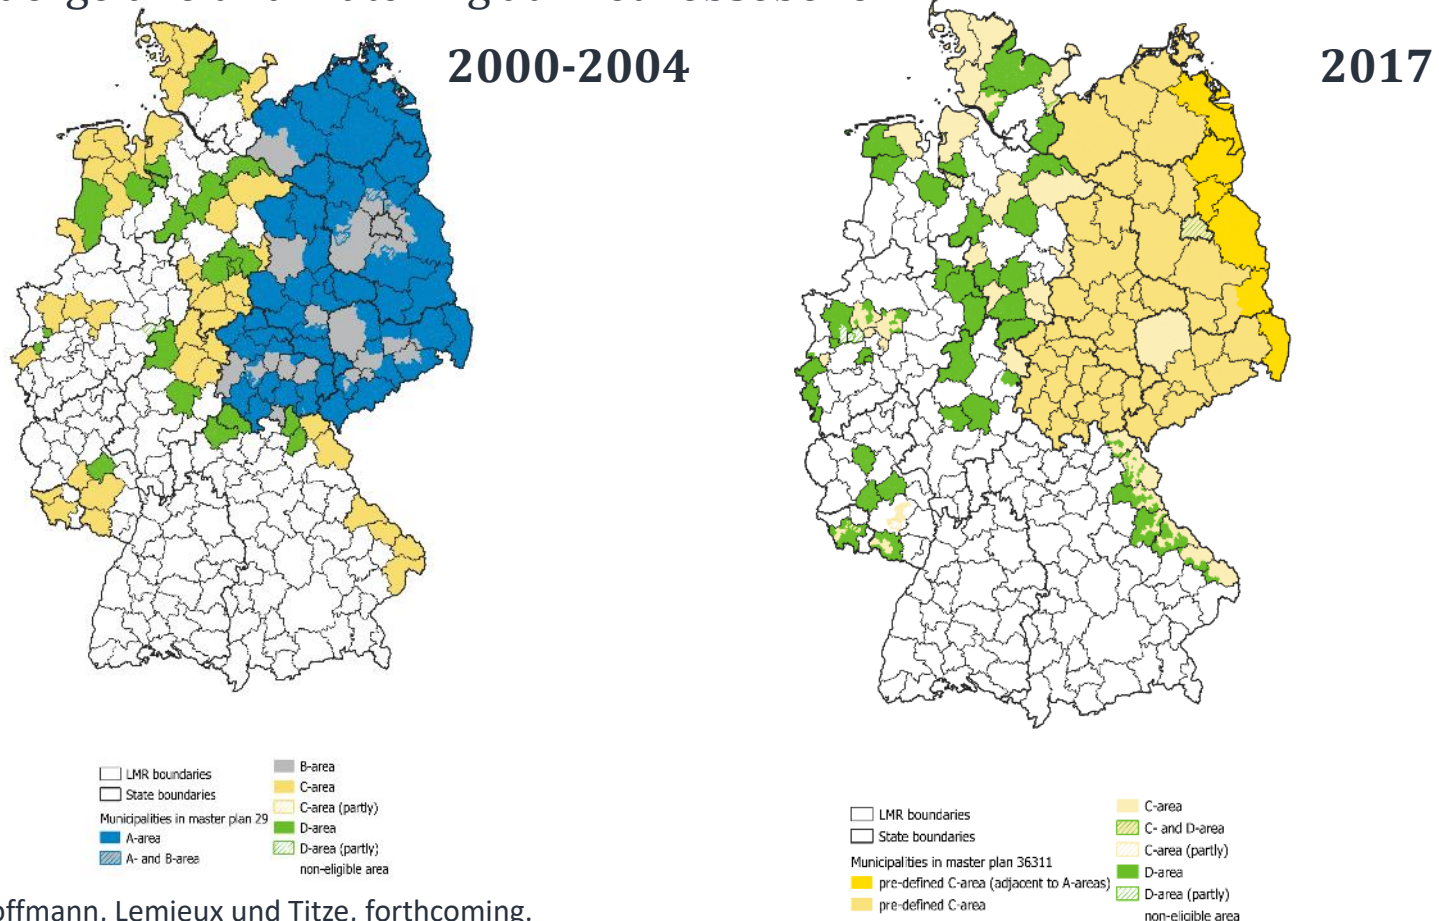 2000-2004
2017
LMR boundaries
State boundaries
Municipalities in master plan 29
A-area
A- and B-area
B-area
C-area
C-area (partly)
D-area
D-area (partly)
non-eligible area
LMR boundaries
State boundaries
Municipalities in master plan 36311
pre-defined C-area (adjacent to A-areas)
pre-defined C-area
C-area
C- and D-area
C-area (partly)
D-area
D-area (partly)
non-eligible area
offmann, Lemieux und Titze, forthcoming.